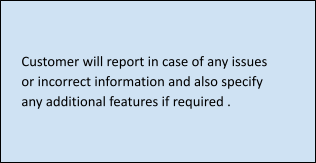 Customer will report in case of any issues
or incorrect information and also specify
any additional features if required .